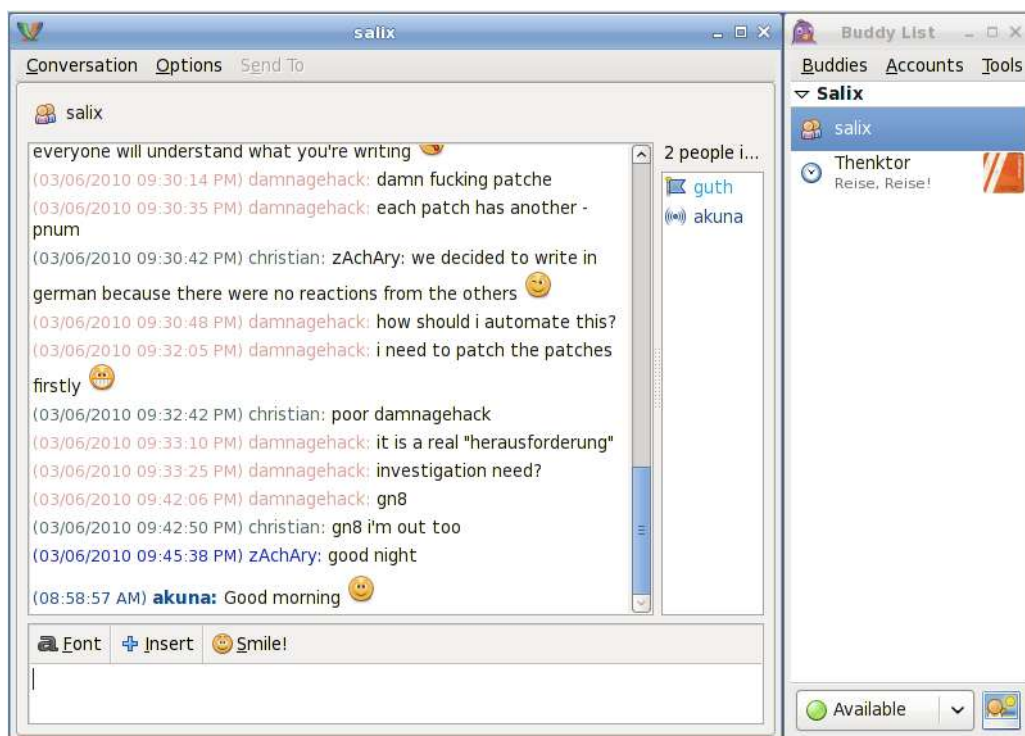 salix
Conversation Options Send To
salix
everyone will understand what you're writing
(03/06/2010 09:30:14 PM) damnagehack: damn fucking patche
(03/06/2010 09:30:35 PM) damnagehack: each patch has another -
pnum
(03/06/2010 09:30:42 PM) christian: zAchAry: we decided to write in
german because there were no reactions from the others
(03/06/2010 09:30:48 PM) damnagehack: how should i automate this?
(03/06/2010 09:32:05 PM) damnagehack: i need to patch the patches
firstly
(03/06/2010 09:32:42 PM) christian: poor damnagehack
(03/06/2010 09:33:10 PM) damnagehack: it is a real "herausforderung"
(03/06/2010 09:33:25 PM) damnagehack: investigation need?
(03/06/2010 09:42:06 PM) damnagehack: gn8
(03/06/2010 09:42:50 PM) christian: gn8 i'm out too
(03/06/2010 09:45:38 PM) zAchAry: good night
(08:58:57 AM) akuna: Good morning
2 people i...
guth
akuna
a Font Insert Smile!
Buddy List
Buddies Accounts Tools
Salix
salix
Thenktor
Reise, Reise!
Available